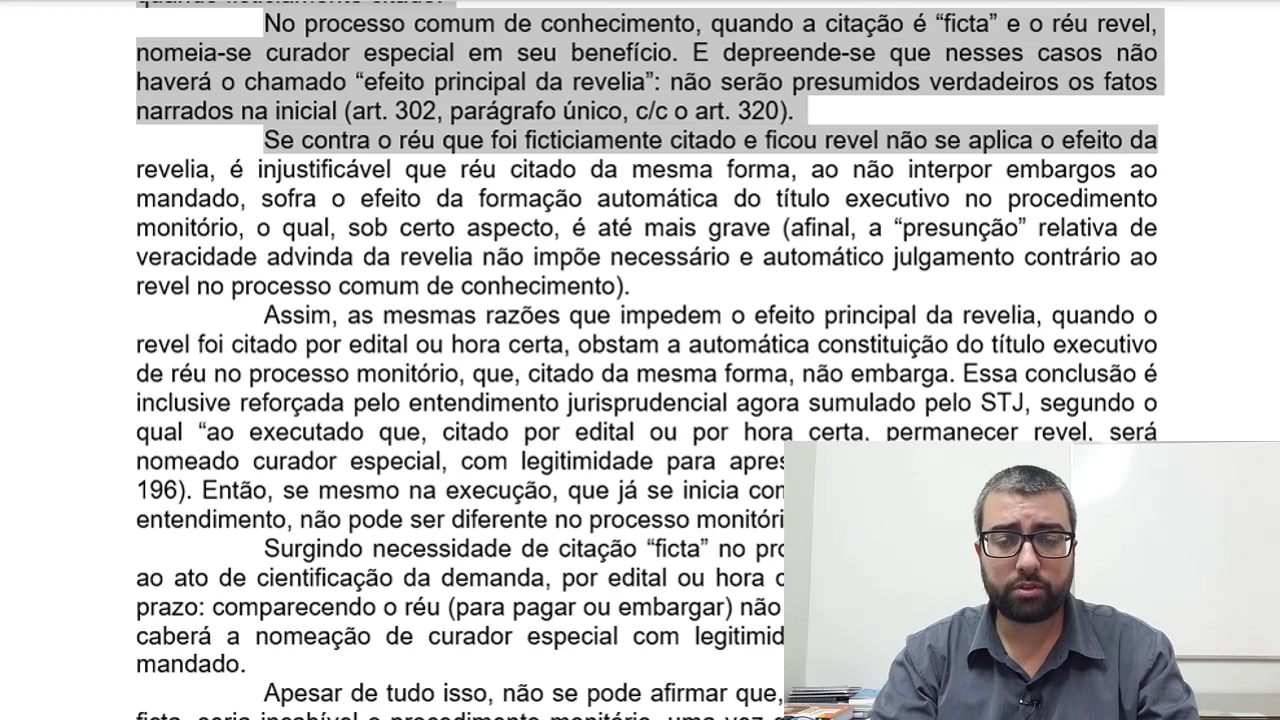 quando ficticiamente citado.
No processo comum de conhecimento, quando a citação é “ficta” e o réu revel,
nomeia-se curador especial em seu benefício. E depreende-se que nesses casos não
haverá o chamado “efeito principal da revelia”: não serão presumidos verdadeiros os fatos
narrados na inicial (art. 302, parágrafo único, c/c o art. 320).
Se contra o réu que foi ficticiamente citado e ficou revel não se aplica o efeito da
revelia, é injustificável que réu citado da mesma forma, ao não interpor embargos ao
mandado, sofra o efeito da formação automática do título executivo no procedimento
monitório, o qual, sob certo aspecto, é até mais grave (afinal, a “presunção” relativa de
veracidade advinda da revelia não impõe necessário e automático julgamento contrário ao
revel no processo comum de conhecimento).
Assim, as mesmas razões que impedem o efeito principal da revelia, quando o
revel foi citado por edital ou hora certa, obstam a automática constituição do título executivo
de réu no processo monitório, que, citado da mesma forma, não embarga. Essa conclusão é
inclusive reforçada pelo entendimento jurisprudencial agora sumulado pelo STJ, segundo o
qual “ao executado que, citado por edital ou por hora certa, permanecer revel, será
nomeado curador especial, com legitimidade para apres
196). Então, se mesmo na execução, que já se inicia con
entendimento, não pode ser diferente no processo monitóri
Surgindo necessidade de citação “ficta” no pro
ao ato de cientificação da demanda, por edital ou hora c
prazo: comparecendo o réu (para pagar ou embargar) não
caberá a nomeação de curador especial com legitimid
mandado.
Apesar de tudo isso, não se pode afirmar que,
ficta, seria incabível o procedimento monitório, uma vez